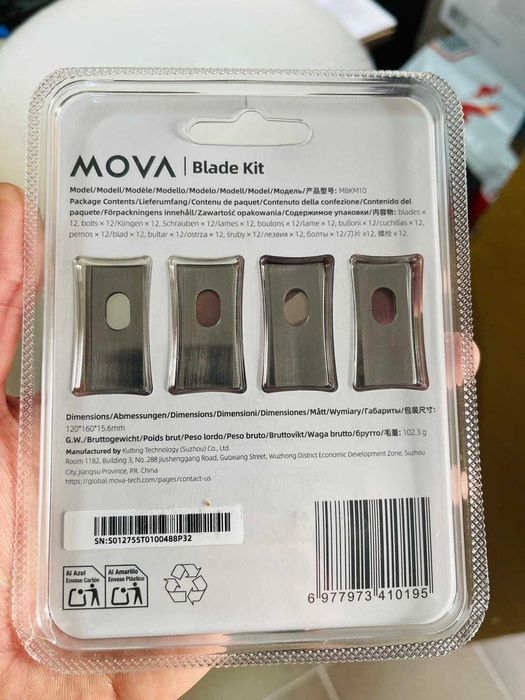 MOVA | Blade Kit
Model/Modell/Modèle/Modello/Modelo/Modell/Model/Модель/产品型号: MBKM10
Package Contents/Lieferumfang/Contenu de paquet/Contenuto della confezione/Contenido del
paquete/Förpackningens innehåll/Zawartość opakowania/Содержимое упаковки/内容物: blades ×
12, bolts × 12/Klingen × 12, Schrauben × 12/lames × 12, boulons × 12/lame × 12, bulloni × 12/cuchillas × 12,
pernos × 12/blad × 12, bultar × 12/ostrza × 12, śruby × 12/лезвия × 12, болты × 12/刀片 x12, 螺栓 × 12.
Dimensions/Abmessungen/Dimensions/Dimensioni/Dimensiones/Mått/Wymiary/Габариты/包装尺寸:
120*160*15.6mm
G.W./Bruttogewicht/Poids brut/Peso lordo/Peso bruto/Bruttovikt/Waga brutto/брутто/毛重: 102.3 g
Manufactured by Kutting Technology (Suzhou) Co., Ltd.
Room 1182, Building 3, No. 288 Jiushenggang Road, Guoxiang Street, Wuzhong District Economic Development Zone, Suzhou
City, Jiangsu Province, P.R. China
https://global.mova-tech.com/pages/contact-us
SN:S012755T0100488P32
Al Azul
Envase Cartón
Al Amarillo
Envase Plástico
6 977973 410195